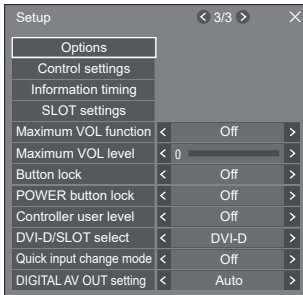 Setup < 3/3 > ×
Options
Control settings
Information timing
SLOT settings
Maximum VOL function < Off >
Maximum VOL level < 0 >
Button lock < Off >
POWER button lock < Off >
Controller user level < Off >
DVI-D/SLOT select < DVI-D >
Quick input change mode < Off >
DIGITAL AV OUT setting < Auto >